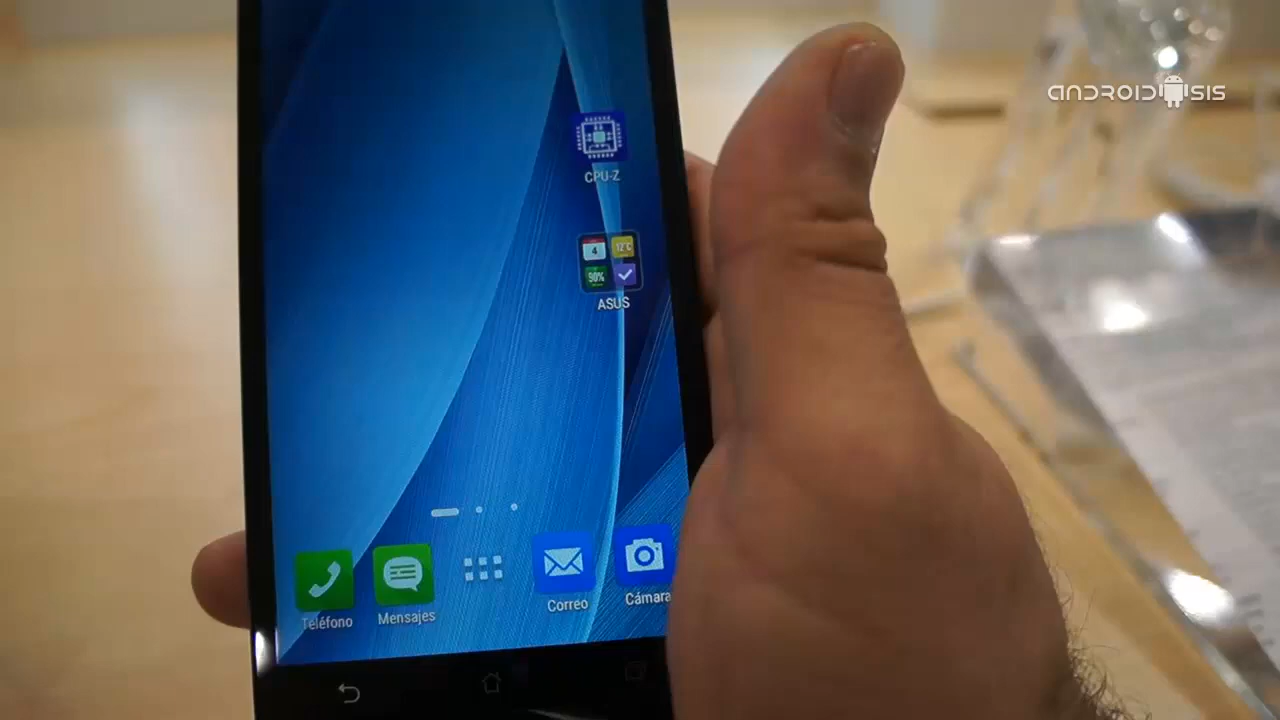 ANDROIDSIS
CPU-Z
4
12°C
90%
ASUS
Teléfono
Mensajes
Correo
Cámara